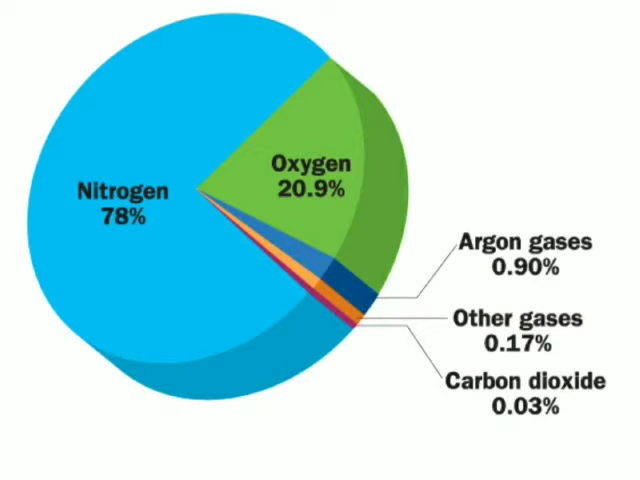 Nitrogen
78%
Oxygen
20.9%
Argon gases
0.90%
Other gases
0.17%
Carbon dioxide
0.03%